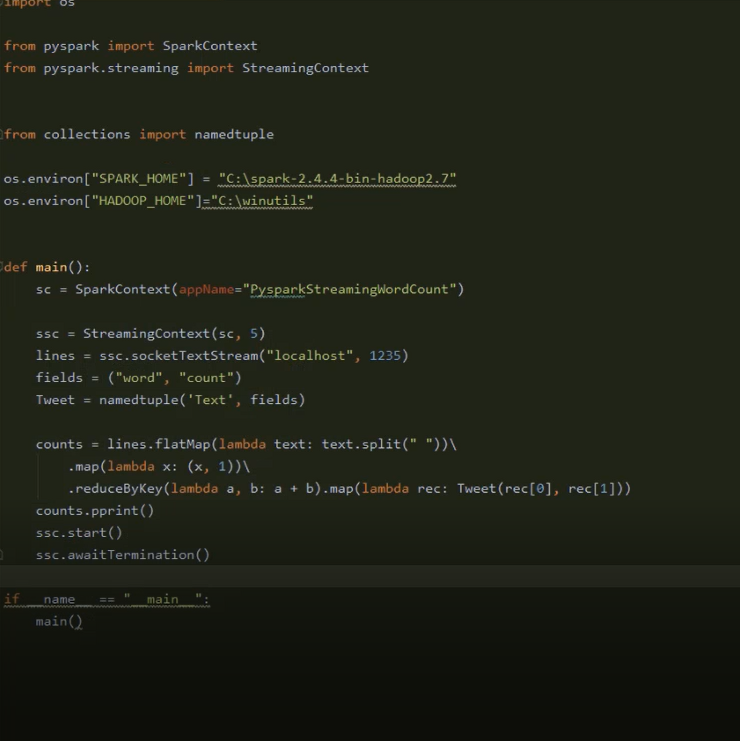 import os
from pyspark import SparkContext
from pyspark.streaming import StreamingContext
from collections import namedtuple
os.environ["SPARK_HOME"] = "C:\spark-2.4.4-bin-hadoop2.7"
os.environ["HADOOP_HOME"]="C:\winutils"
def main():
    sc = SparkContext(appName="PysparkStreamingWordCount")
    ssc = StreamingContext(sc, 5)
    lines = ssc.socketTextStream("localhost", 1235)
    fields = ("word", "count")
    Tweet = namedtuple('Text', fields)
    counts = lines.flatMap(lambda text: text.split(" "))\
        .map(lambda x: (x, 1))\
        .reduceByKey(lambda a, b: a + b).map(lambda rec: Tweet(rec[0], rec[1]))
    counts.pprint()
    ssc.start()
    ssc.awaitTermination()
if __name__ == "__main__":
    main()